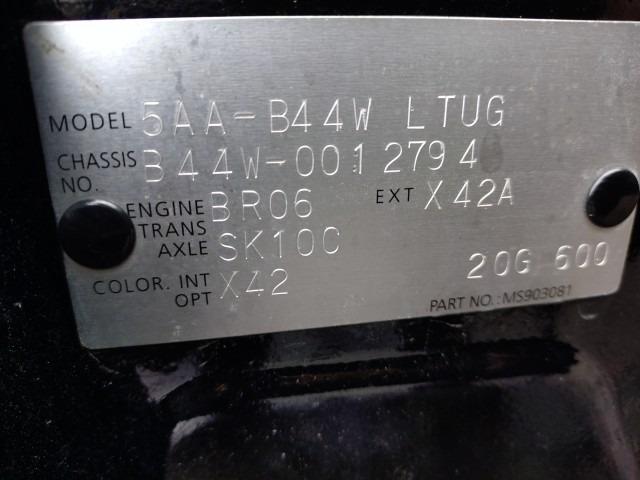 MODEL 5AA-B44W LTUG
CHASSIS NO. B44W-0012794
ENGINE BR06 EXT X42A
TRANS AXLE SK10C
COLOR. INT OPT X42 20G 600
PART NO.:MS903081